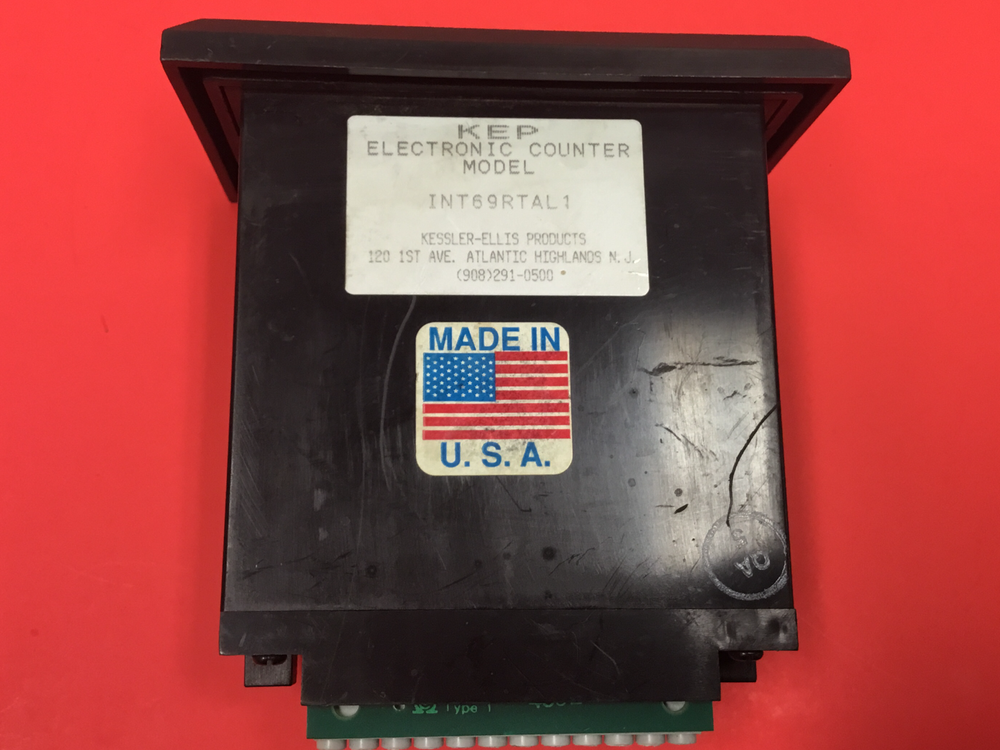 KEP
ELECTRONIC COUNTER
MODEL
INT69RTAL1
KESSLER-ELLIS PRODUCTS
120 1ST AVE. ATLANTIC HIGHLANDS N.J.
(908)291-0500
MADE IN
U.S.A.
QA
Type 1